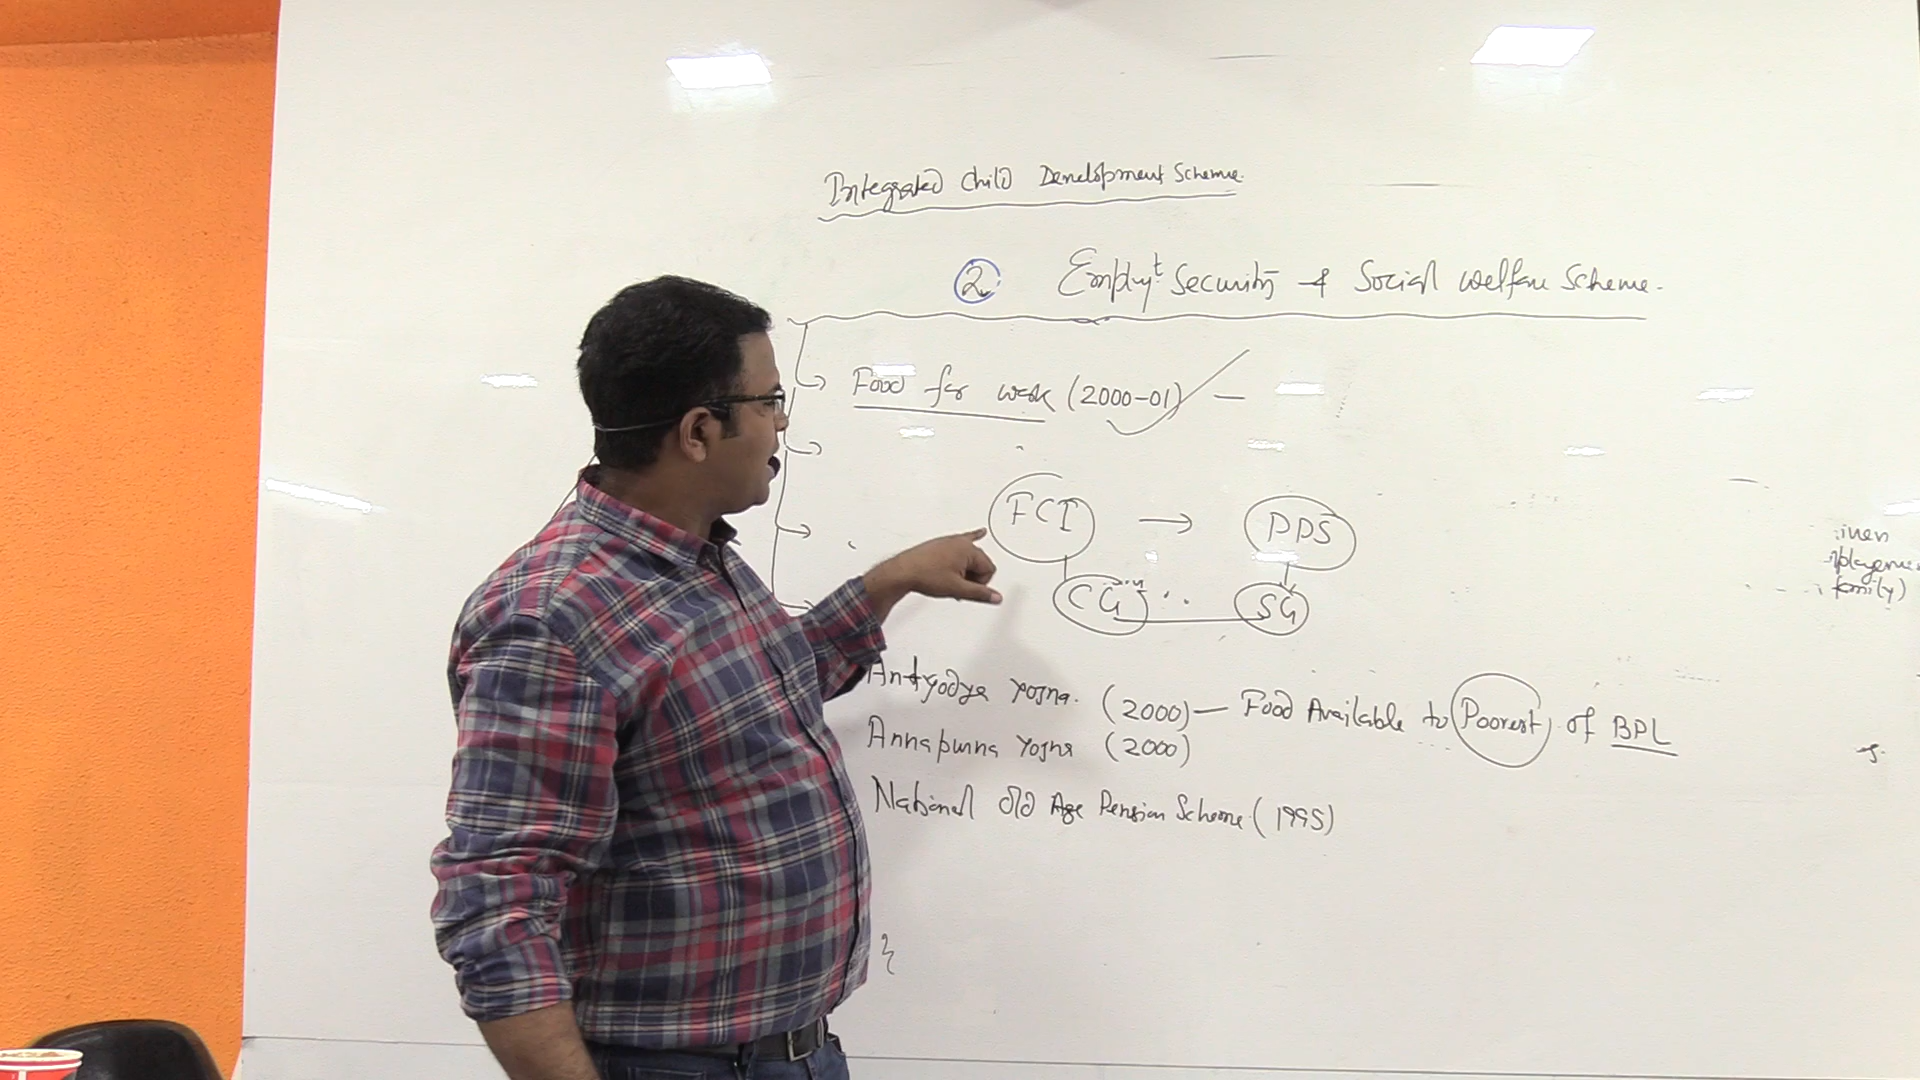 Integrated Child Development Scheme.
2 Employt Security & Social Welfare Scheme.
Food for work (2000-01) —
FCI → PDS
CG SG
family)
Antyodya Yojna. (2000) — Food Available to Poorest of BPL
Annapurna Yojna (2000)
National Old Age Pension Scheme. (1995)